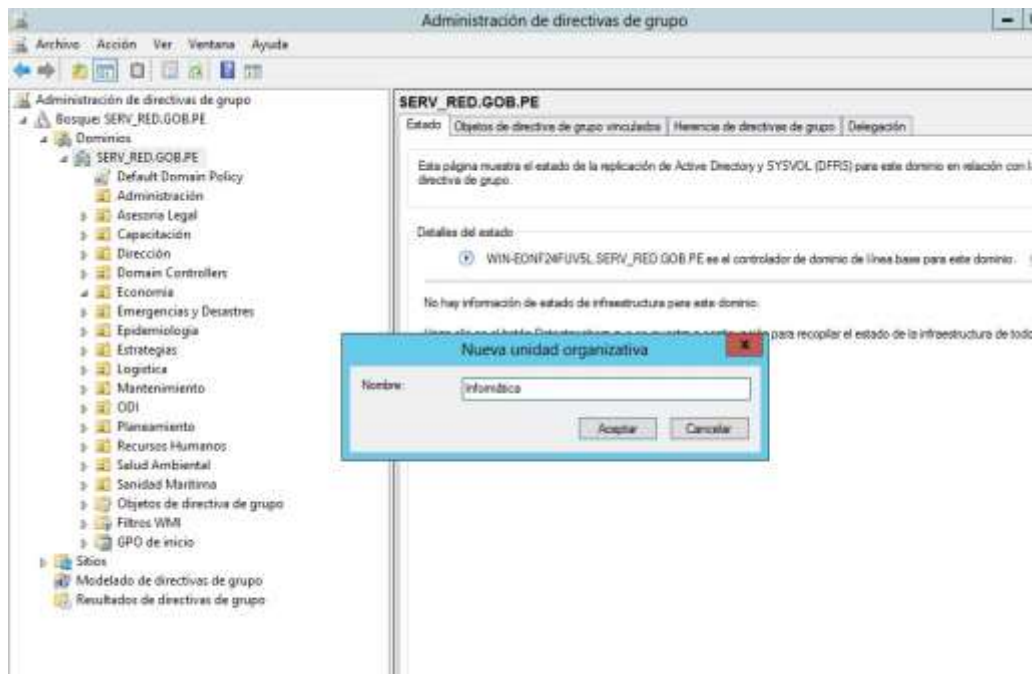 Administración de directivas de grupo
Archivo Acción Ver Ventana Ayuda
Administración de directivas de grupo
Bosque: SERV_RED.GOB.PE
Dominios
SERV_RED.GOB.PE
Default Domain Policy
Administración
Asesoria Legal
Capacitación
Dirección
Domain Controllers
Economia
Emergencias y Desastres
Epidemiologia
Estrategias
Logistica
Mantenimiento
ODI
Planeamiento
Recursos Humanos
Salud Ambiental
Sanidad Maritima
Objetos de directiva de grupo
Filtros WMI
GPO de inicio
Sitios
Modelado de directivas de grupo
Resultados de directivas de grupo
SERV_RED.GOB.PE
Estado Objetos de directiva de grupo vinculados Herencia de directivas de grupo Delegación
Esta página muestra el estado de la replicación de Active Directory y SYSVOL (DFRS) para este dominio en relación con
directiva de grupo.
Detalles del estado
WIN-EONF24FUV5L.SERV_RED.GOB.PE es el controlador de dominio de línea base para este dominio.
No hay información de estado de infraestructura para este dominio.
para recopilar el estado de la infraestructura de
Nueva unidad organizativa
Nombre: Informática
Aceptar Cancelar